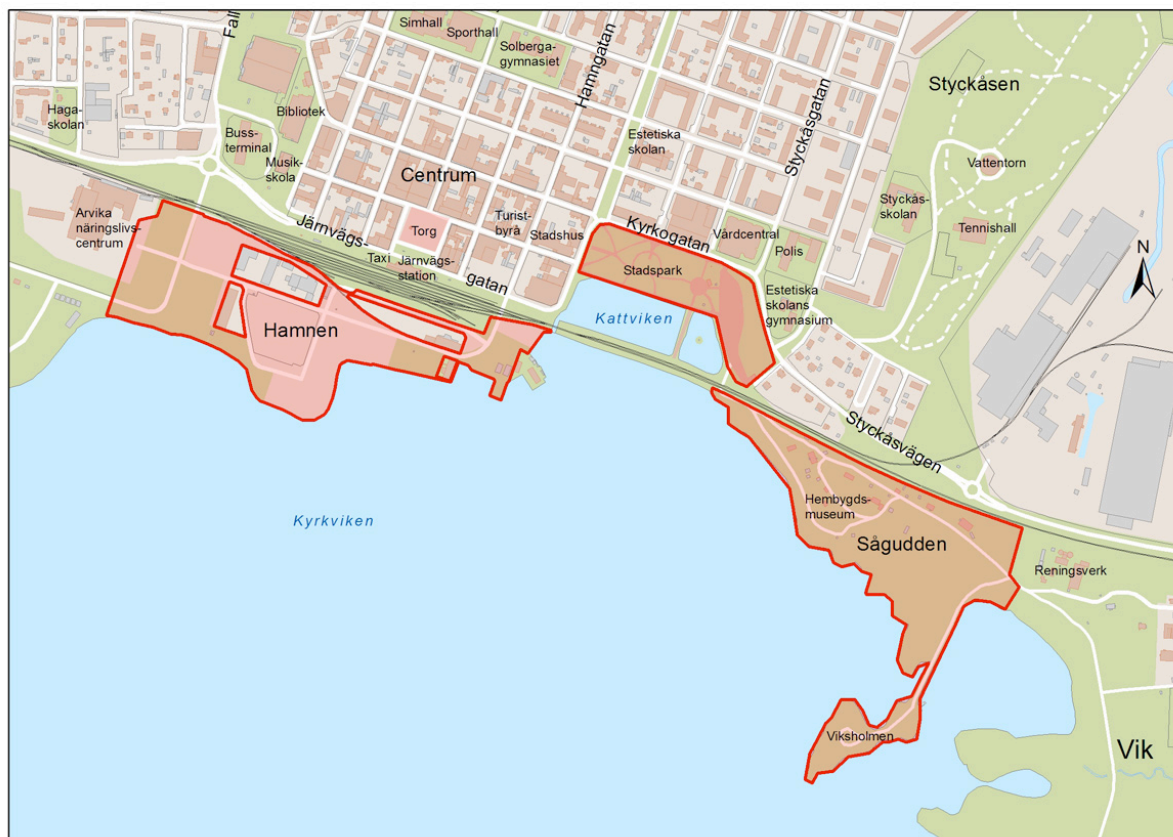 Simhall
Sporthall
Solberga-
gymnasiet
Fall
Hamngatan
Styckåsgatan
Styckåsen
Haga-
skolan
Bibliotek
Buss-
terminal
Musik-
skola
Centrum
Estetiska
skolan
Vattentorn
Styckås-
skolan
Tennishall
Arvika
näringslivs-
centrum
Järnvägs-
gatan
Torg
Taxi
Järnvägs-
station
Turist-
byrå
Stadshus
Kyrkogatan
Vårdcentral
Polis
Stadspark
Estetiska
skolans
gymnasium
N
Hamnen
Kattviken
Styckåsvägen
Kyrkviken
Hembygds-
museum
Sågudden
Reningsverk
Viksholmen
Vik